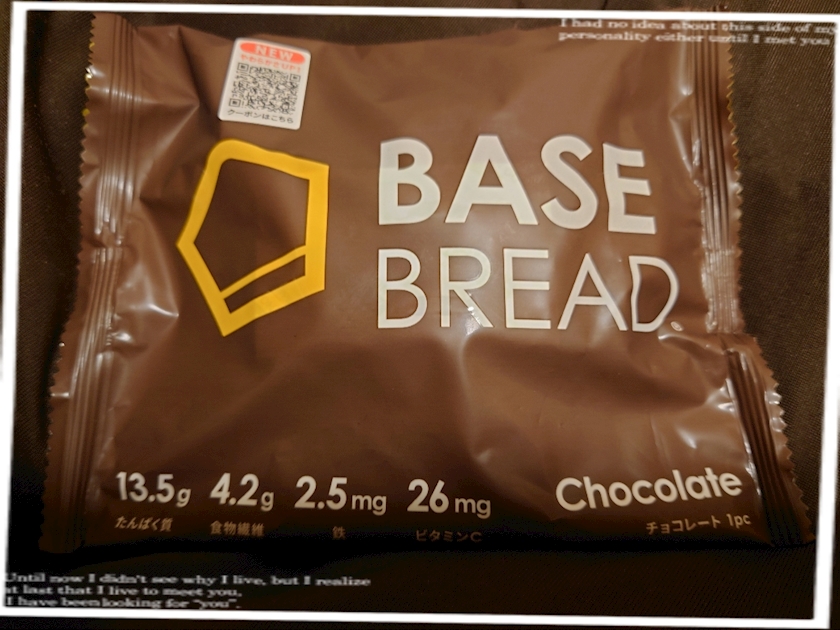 I had no idea about this side of my
personality either until I met you
NEW
クーポンはこちら
BASE
BREAD.
13.5g 4.2g 2.5mg 26mg
たんぱく質 食物繊維 鉄 ビタミンC
Chocolate
チョコレート 1pc
Until now I didn't see why I live, but I realize
at last that I live to meet you,
I have been looking for "you".